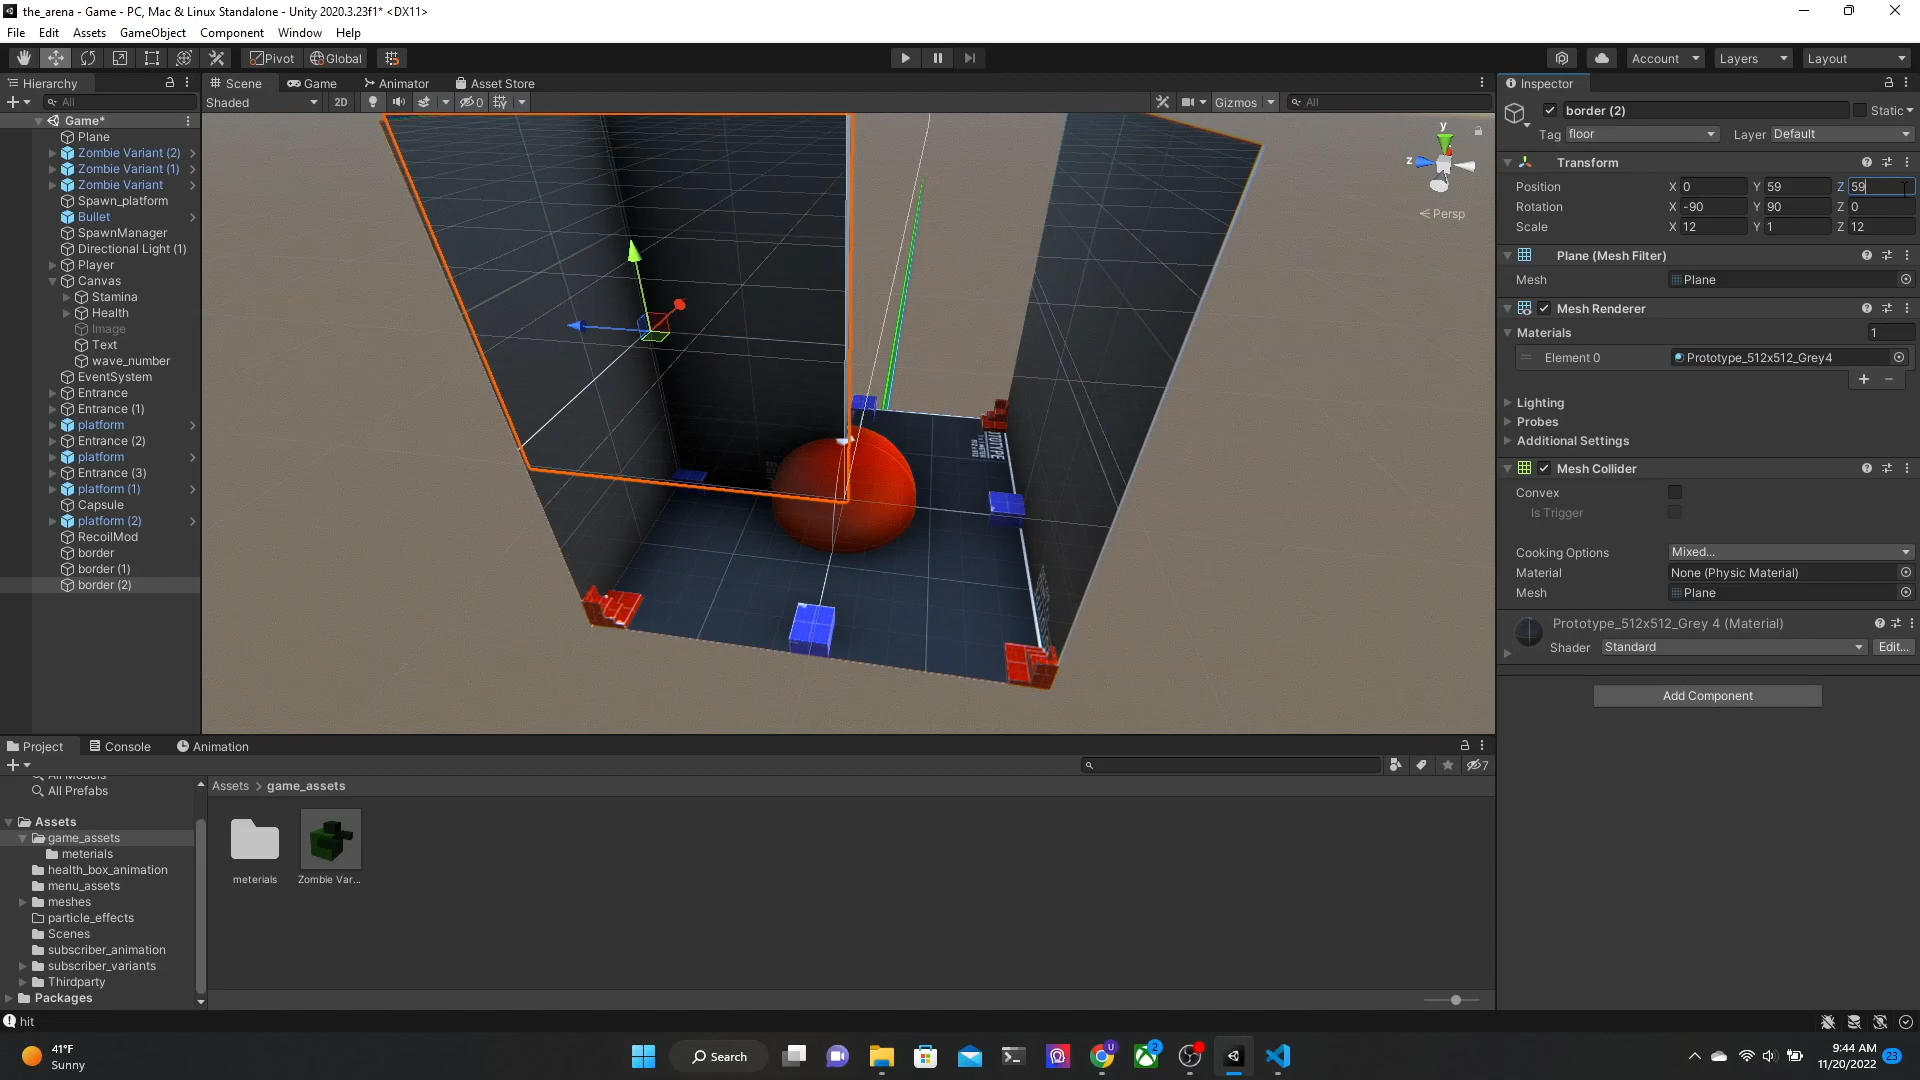 the_arena - Game - PC, Mac & Linux Standalone - Unity 2020.3.23f1* <DX11>
File Edit Assets GameObject Component Window Help
Pivot Global Account Layers Layout
Hierarchy
All
Game*
Plane
Zombie Variant (2)
Zombie Variant (1)
Zombie Variant
Spawn_platform
Bullet
SpawnManager
Directional Light (1)
Player
Canvas
Stamina
Health
Image
Text
wave_number
EventSystem
Entrance
Entrance (1)
platform
Entrance (2)
platform
Entrance (3)
platform (1)
Capsule
platform (2)
RecoilMod
border
border (1)
border (2)
Scene Game Animator Asset Store
Shaded 2D 0 Gizmos All
y
z
Persp
Inspector
border (2) Static
Tag floor Layer Default
Transform
Position X 0 Y 59 Z 59
Rotation X -90 Y 90 Z 0
Scale X 12 Y 1 Z 12
Plane (Mesh Filter)
Mesh Plane
Mesh Renderer
Materials 1
Element 0 Prototype_512x512_Grey4
Lighting
Probes
Additional Settings
Mesh Collider
Convex
Is Trigger
Cooking Options Mixed...
Material None (Physic Material)
Mesh Plane
Prototype_512x512_Grey 4 (Material)
Shader Standard Edit...
Add Component
Project Console Animation
7
All Models
All Prefabs
Assets
game_assets
meterials
health_box_animation
menu_assets
meshes
particle_effects
Scenes
subscriber_animation
subscriber_variants
Thirdparty
Packages
Assets > game_assets
meterials
Zombie Var...
hit
41°F
Sunny
Search
U
2
9:44 AM
11/20/2022
23